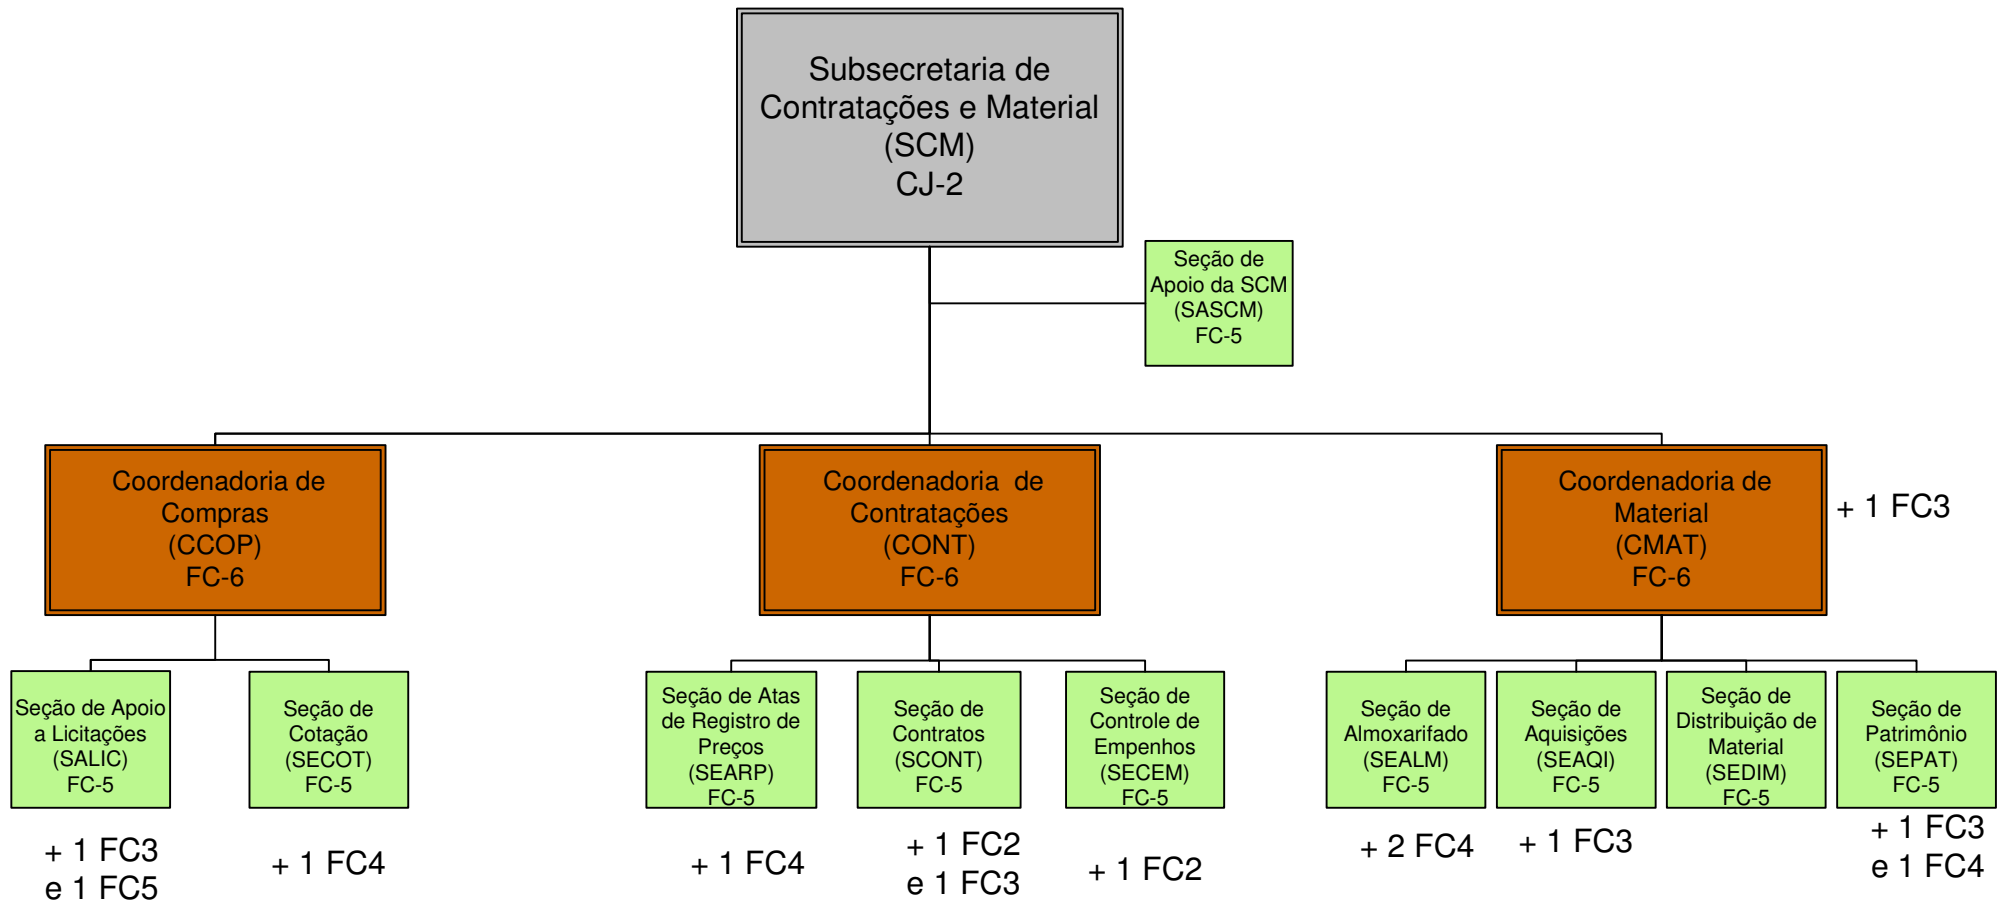 Subsecretaria de
Contratações e Material
(SCM)
CJ-2
Seção de
Apoio da SCM
(SASCM)
FC-5
Coordenadoria de
Compras
(CCOP)
FC-6
Coordenadoria  de
Contratações
(CONT)
FC-6
Coordenadoria de
Material
(CMAT)
FC-6
+ 1 FC3
Seção de Apoio
a Licitações
(SALIC)
FC-5
Seção de
Cotação
(SECOT)
FC-5
Seção de Atas
de Registro de
Preços
(SEARP)
FC-5
Seção de
Contratos
(SCONT)
FC-5
Seção de
Controle de
Empenhos
(SECEM)
FC-5
Seção de
Almoxarifado
(SEALM)
FC-5
Seção de
Aquisições
(SEAQI)
FC-5
Seção de
Distribuição de
Material
(SEDIM)
FC-5
Seção de
Patrimônio
(SEPAT)
FC-5
+ 1 FC3
e 1 FC5
+ 1 FC4
+ 1 FC4
+ 1 FC2
e 1 FC3
+ 1 FC2
+ 2 FC4
+ 1 FC3
+ 1 FC3
e 1 FC4